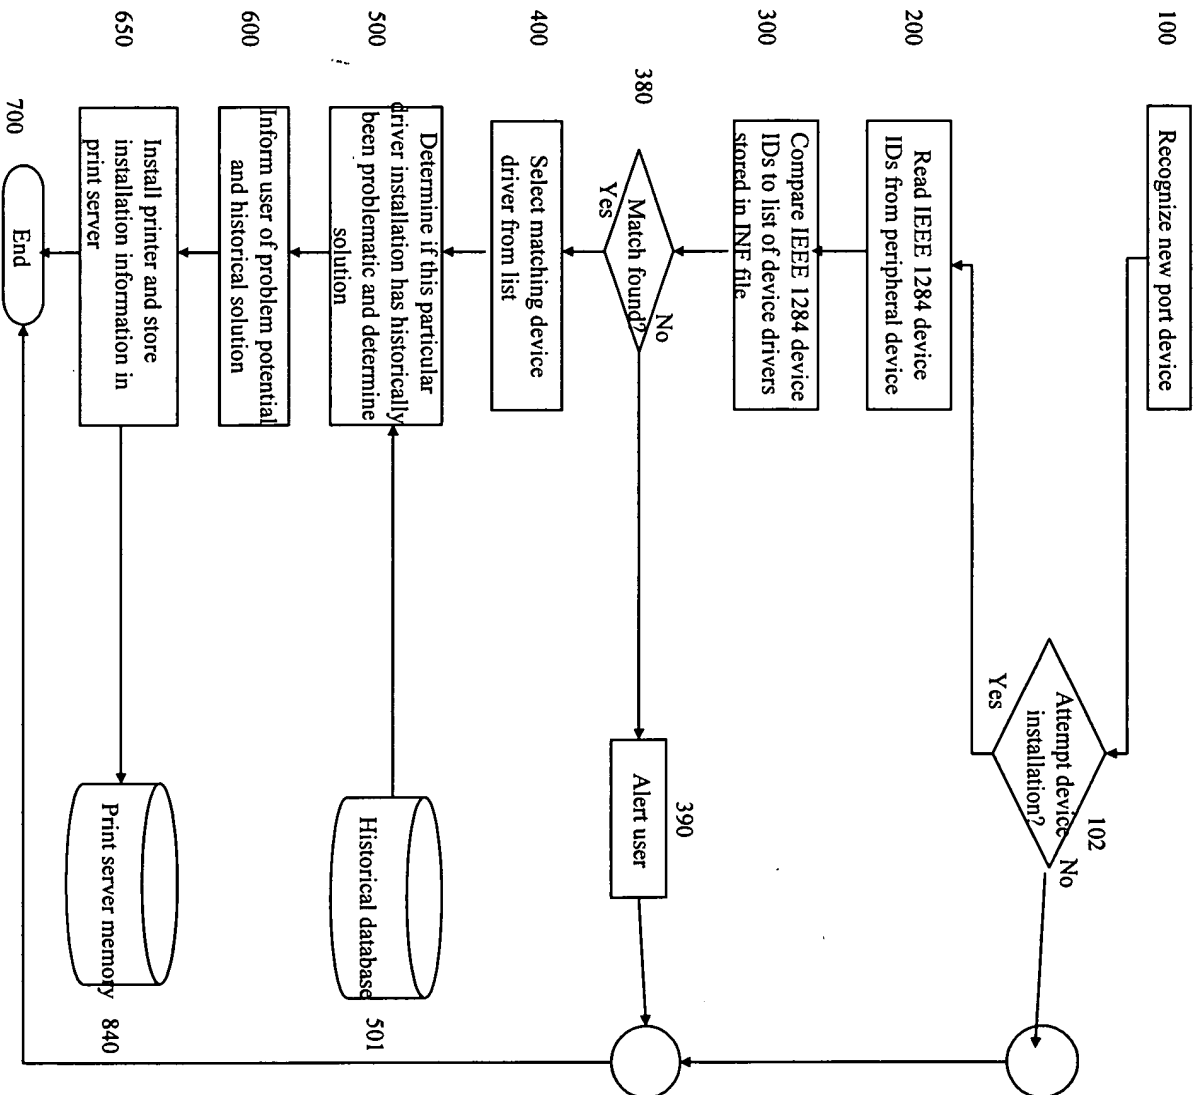 100
Recognize new port device
102
Attempt device
installation?
No
Yes
200
Read IEEE 1284 device
IDs from peripheral device
300
Compare IEEE 1284 device
IDs to list of device drivers
stored in INF file
380
Match found?
No
Yes
390
Alert user
400
Select matching device
driver from list
500
Determine if this particular
driver installation has historically
been problematic and determine
solution
Historical database
501
600
Inform user of problem potential
and historical solution
650
Install printer and store
installation information in
print server
Print server memory
840
700
End